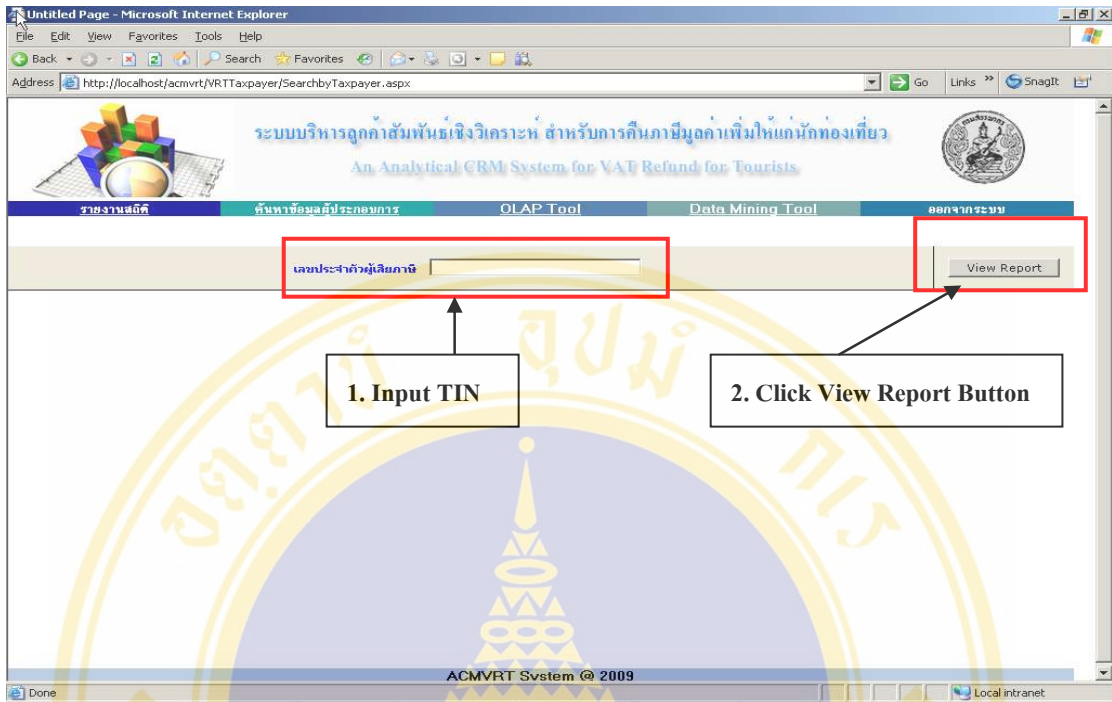 Untitled Page - Microsoft Internet Explorer
File Edit View Favorites Tools Help
Back Search Favorites
Address http://localhost/acmvrt/VRTTaxpayer/SearchbyTaxpayer.aspx Go Links » SnagIt
ระบบบริหารลูกค้าสัมพันธ์เชิงวิเคราะห์ สำหรับการคืนภาษีมูลค่าเพิ่มให้แก่นักท่องเที่ยว
An Analytical CRM System for VAT Refund for Tourists
รายงานสถิติ ค้นหาข้อมูลผู้ประกอบการ OLAP Tool Data Mining Tool ออกจากระบบ
เลขประจำตัวผู้เสียภาษี View Report
1. Input TIN 2. Click View Report Button
ACMVRT System @ 2009
Done Local intranet